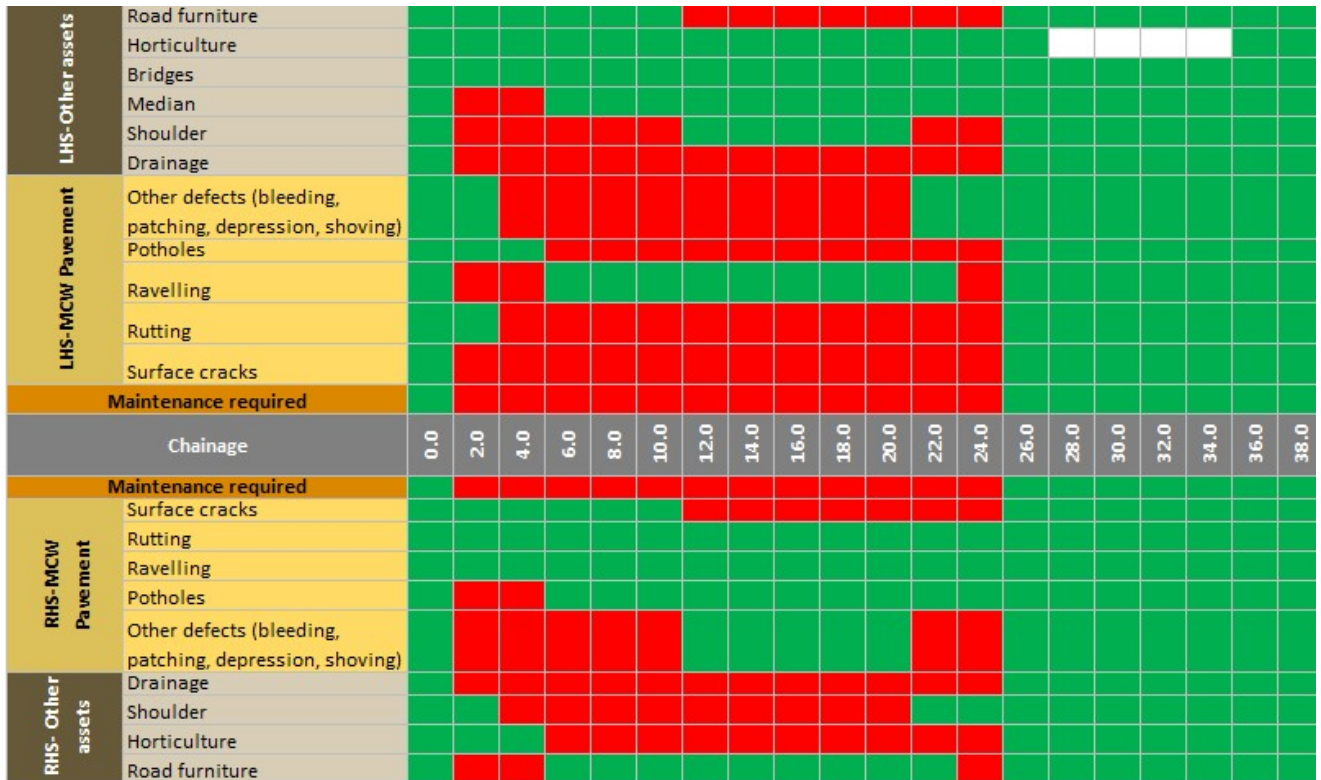 LHS-Other assets
Road furniture
Horticulture
Bridges
Median
Shoulder
Drainage
LHS-MCW Pavement
Other defects (bleeding,
patching, depression, shoving)
Potholes
Ravelling
Rutting
Surface cracks
Maintenance required
Chainage 0.0 2.0 4.0 6.0 8.0 10.0 12.0 14.0 16.0 18.0 20.0 22.0 24.0 26.0 28.0 30.0 32.0 34.0 36.0 38.0
Maintenance required
RHS-MCW
Pavement
Surface cracks
Rutting
Ravelling
Potholes
Other defects (bleeding,
patching, depression, shoving)
RHS- Other
assets
Drainage
Shoulder
Horticulture
Road furniture